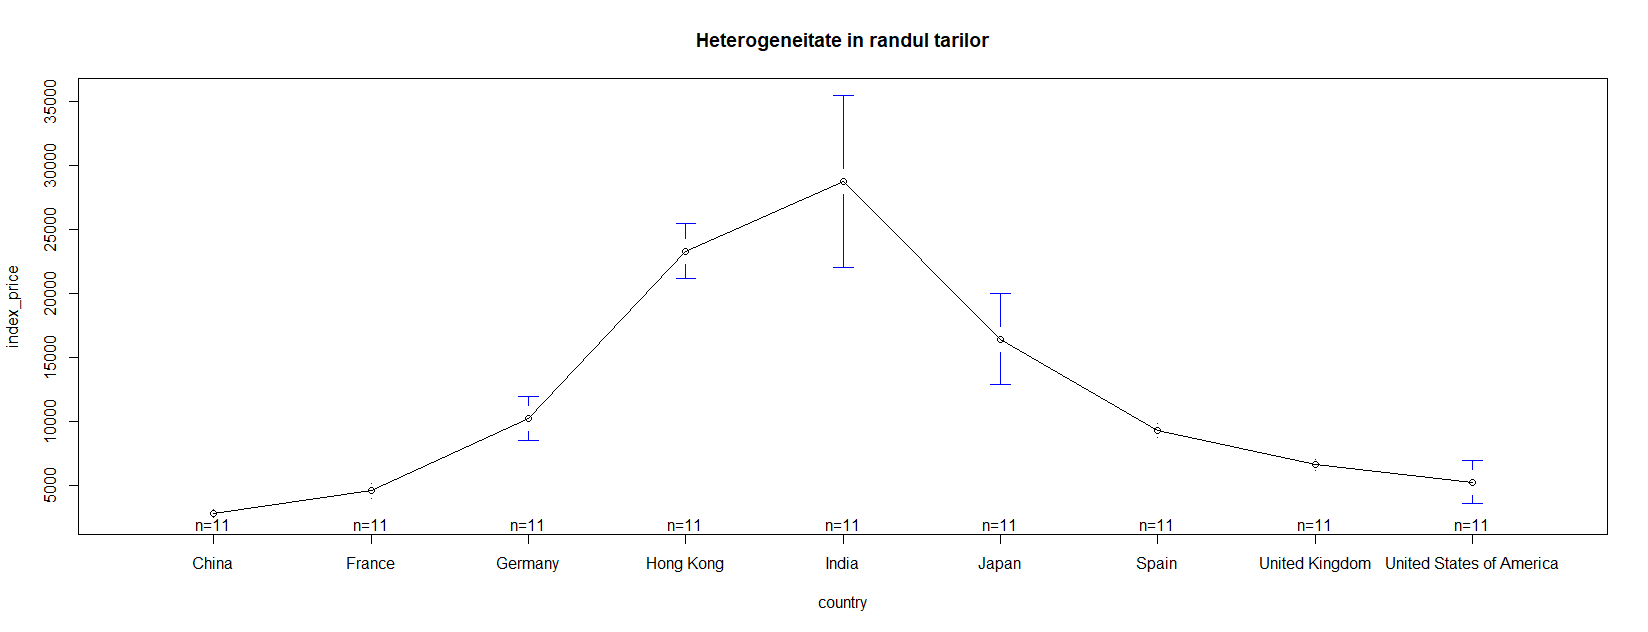 Heterogeneitate in randul tarilor
index_price
35000
30000
25000
20000
15000
10000
5000
n=11 n=11 n=11 n=11 n=11 n=11 n=11 n=11 n=11
China France Germany Hong Kong India Japan Spain United Kingdom United States of America
country